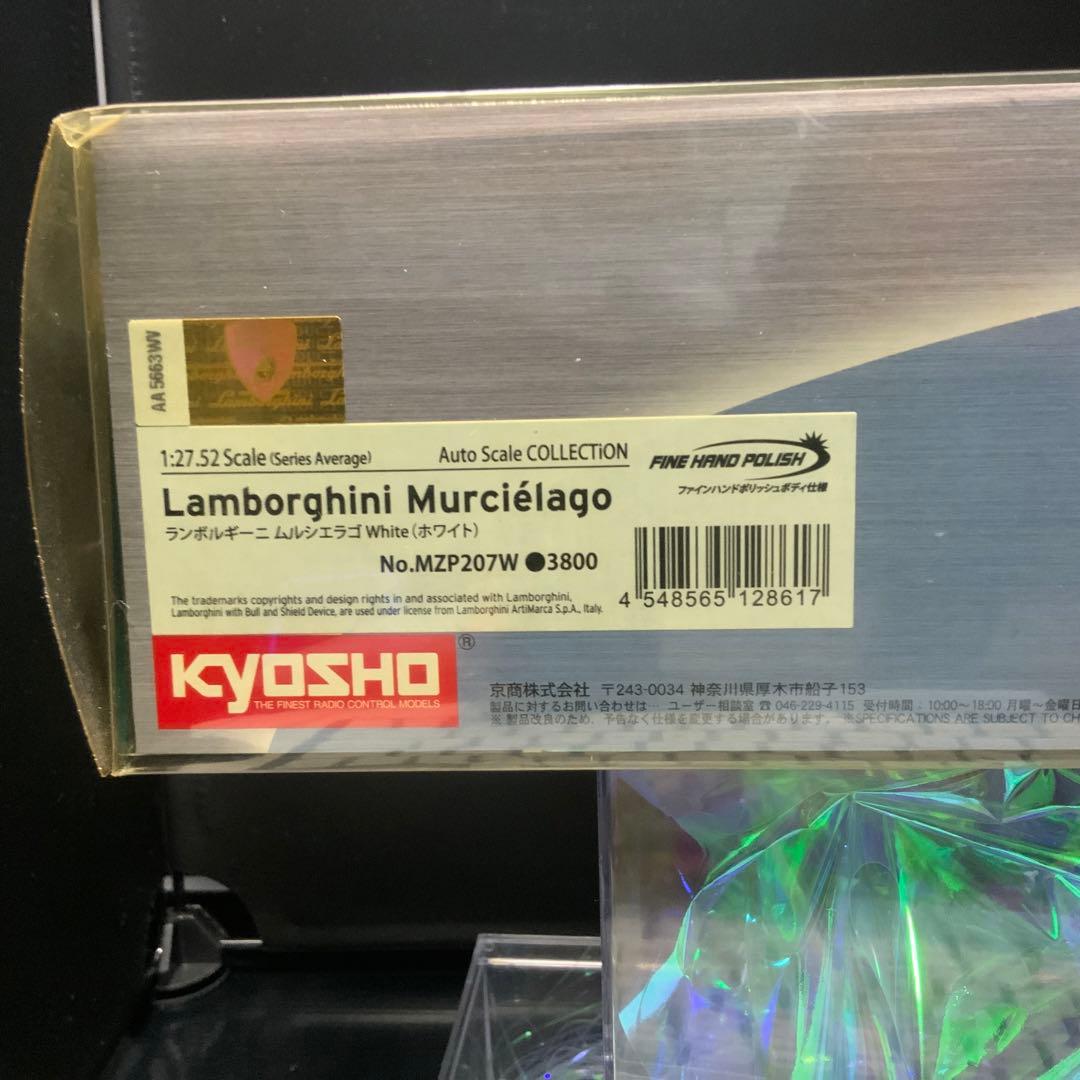 AA 5663WV
Lamborghini
1:27.52 Scale (Series Average)
Auto Scale COLLECTiON
FINE HAND POLISH
ファインハンドポリッシュボディ仕様
Lamborghini Murciélago
ランボルギーニ ムルシエラゴ White（ホワイト）
No.MZP207W ●3800
The trademarks copyrights and design rights in and associated with Lamborghini,
Lamborghini with Bull and Shield Device, are used under license from Lamborghini ArtiMarca S.p.A., Italy.
4 548565 128617
KYOSHO ®
THE FINEST RADIO CONTROL MODELS
京商株式会社 〒243-0034 神奈川県厚木市船子153
製品に対するお問い合わせは… ユーザー相談室 ☎ 046-229-4115 受付時間：10:00～18:00 月曜～金曜日
※ 製品改良のため、予告なく仕様を変更する場合があります。 ※SPECIFICATIONS ARE SUBJECT TO CH